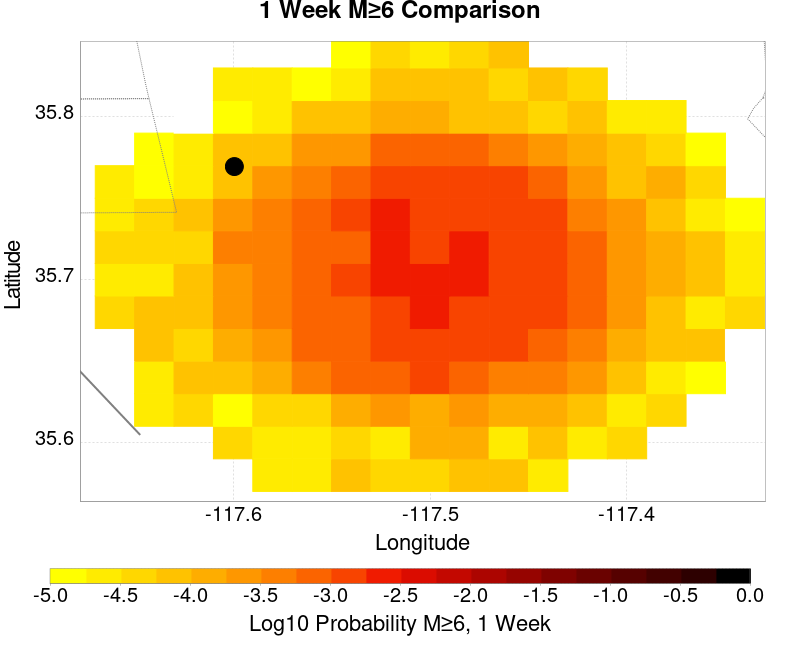 1 Week M≥6 Comparison
35.8
35.7
35.6
Latitude
-117.6 -117.5 -117.4
Longitude
-5.0 -4.5 -4.0 -3.5 -3.0 -2.5 -2.0 -1.5 -1.0 -0.5 0.0
Log10 Probability M≥6, 1 Week